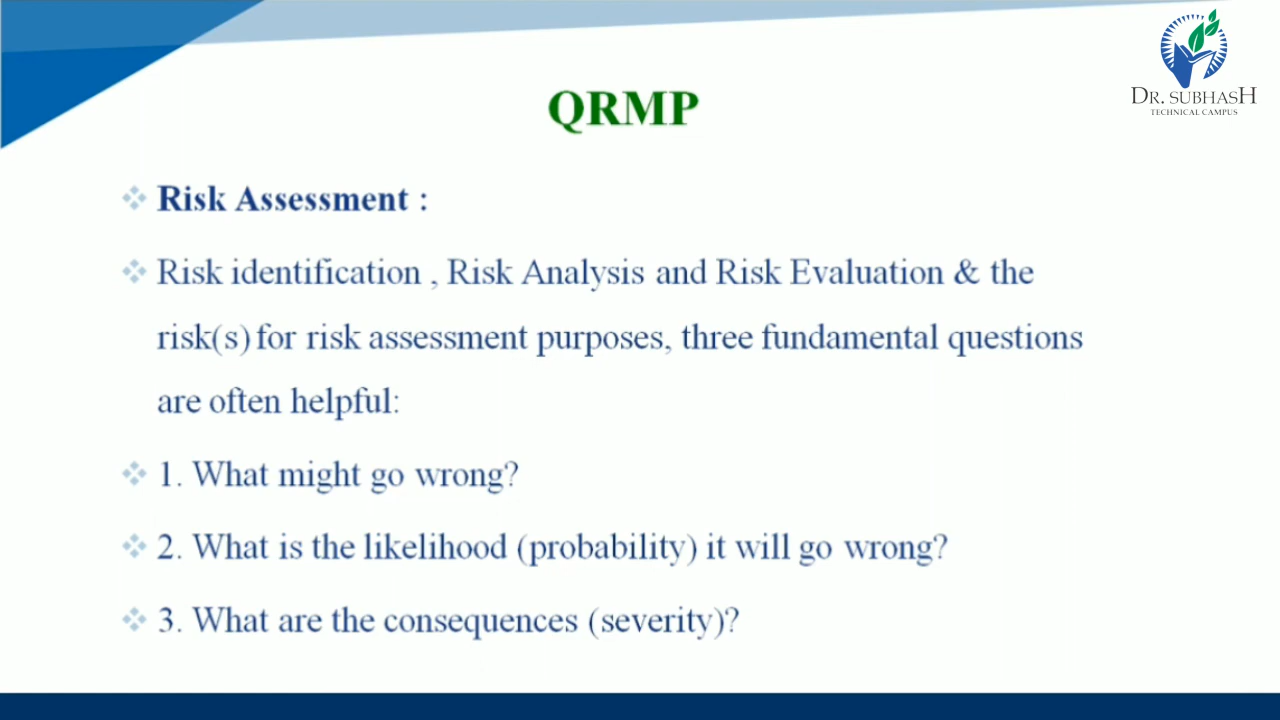 DR. SUBHASH
TECHNICAL CAMPUS
QRMP
Risk Assessment :
Risk identification , Risk Analysis and Risk Evaluation & the
risk(s) for risk assessment purposes, three fundamental questions
are often helpful:
1. What might go wrong?
2. What is the likelihood (probability) it will go wrong?
3. What are the consequences (severity)?